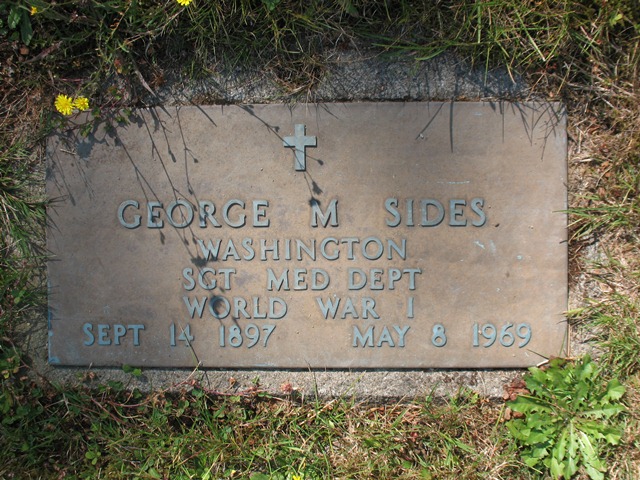 GEORGE M SIDES
WASHINGTON
SGT MED DEPT
WORLD WAR I
SEPT 14 1897 MAY 8 1969